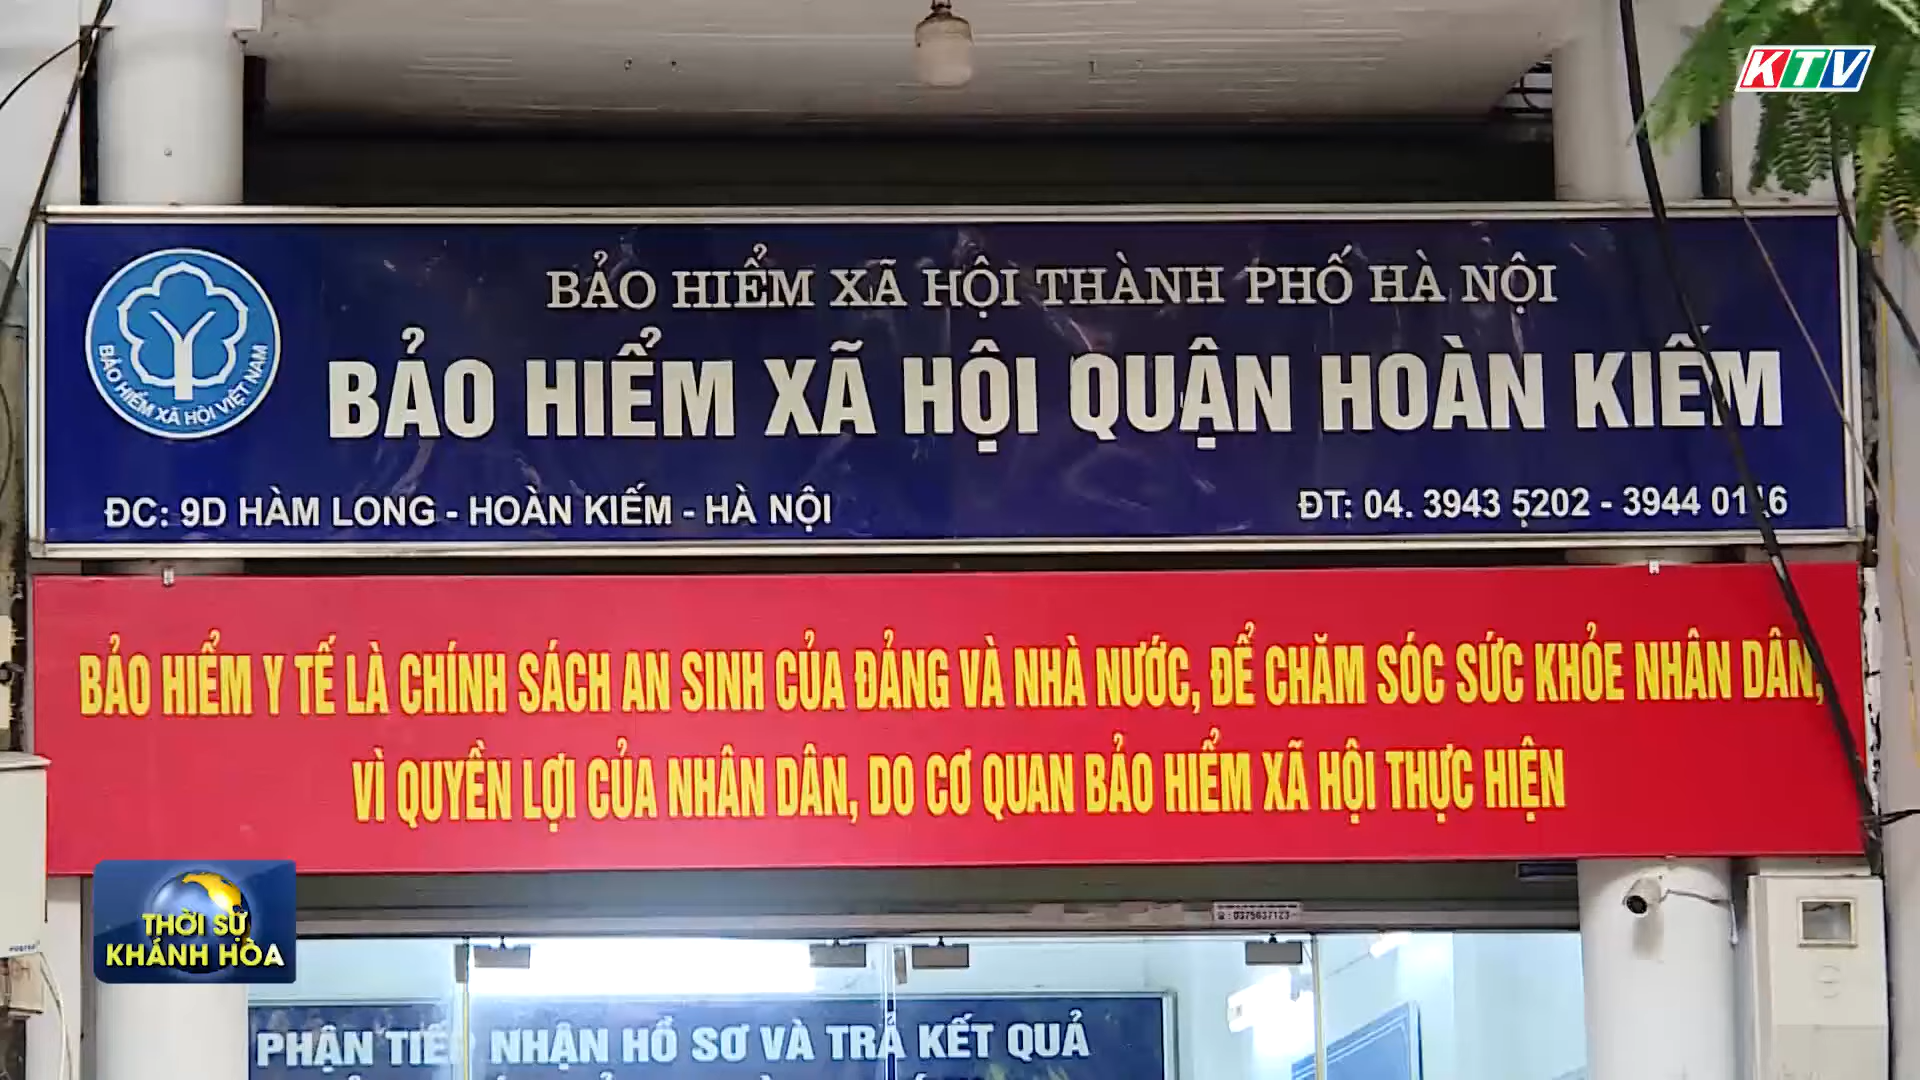 KTV
BẢO HIỂM XÃ HỘI THÀNH PHỐ HÀ NỘI
BẢO HIỂM XÃ HỘI QUẬN HOÀN KIẾM
BẢO HIỂM XÃ HỘI VIỆT NAM
ĐC: 9D HÀM LONG - HOÀN KIẾM - HÀ NỘI
ĐT: 04. 3943 5202 - 3944
BẢO HIỂM Y TẾ LÀ CHÍNH SÁCH AN SINH CỦA ĐẢNG VÀ NHÀ NƯỚC, ĐỂ CHĂM SÓC SỨC KHỎE NHÂN DÂN,
VÌ QUYỀN LỢI CỦA NHÂN DÂN, DO CƠ QUAN BẢO HIỂM XÃ HỘI THỰC HIỆN
THỜI SỰ
KHÁNH HÒA
PHẬN TIẾP NHẬN HỒ SƠ VÀ TRẢ KẾT QUẢ